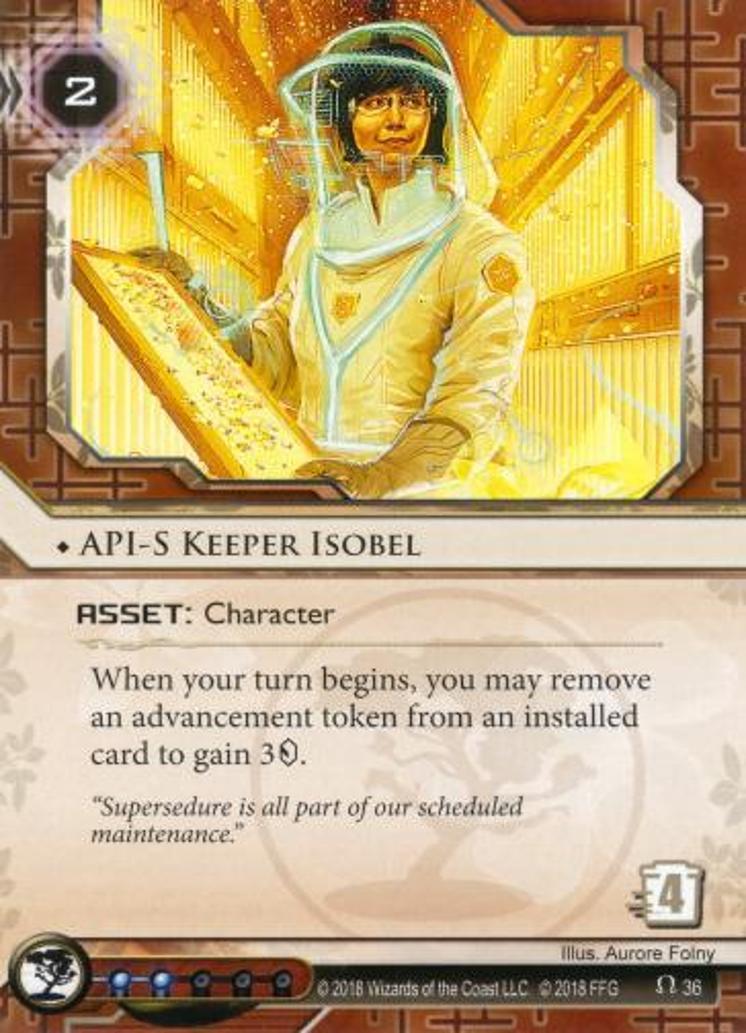 2
◆ API-S Keeper Isobel
ASSET: Character
When your turn begins, you may remove
an advancement token from an installed
card to gain 3.
“Supersedure is all part of our scheduled
maintenance.”
4
Illus. Aurore Folny
© 2018 Wizards of the Coast LLC © 2018 FFG Ω 36